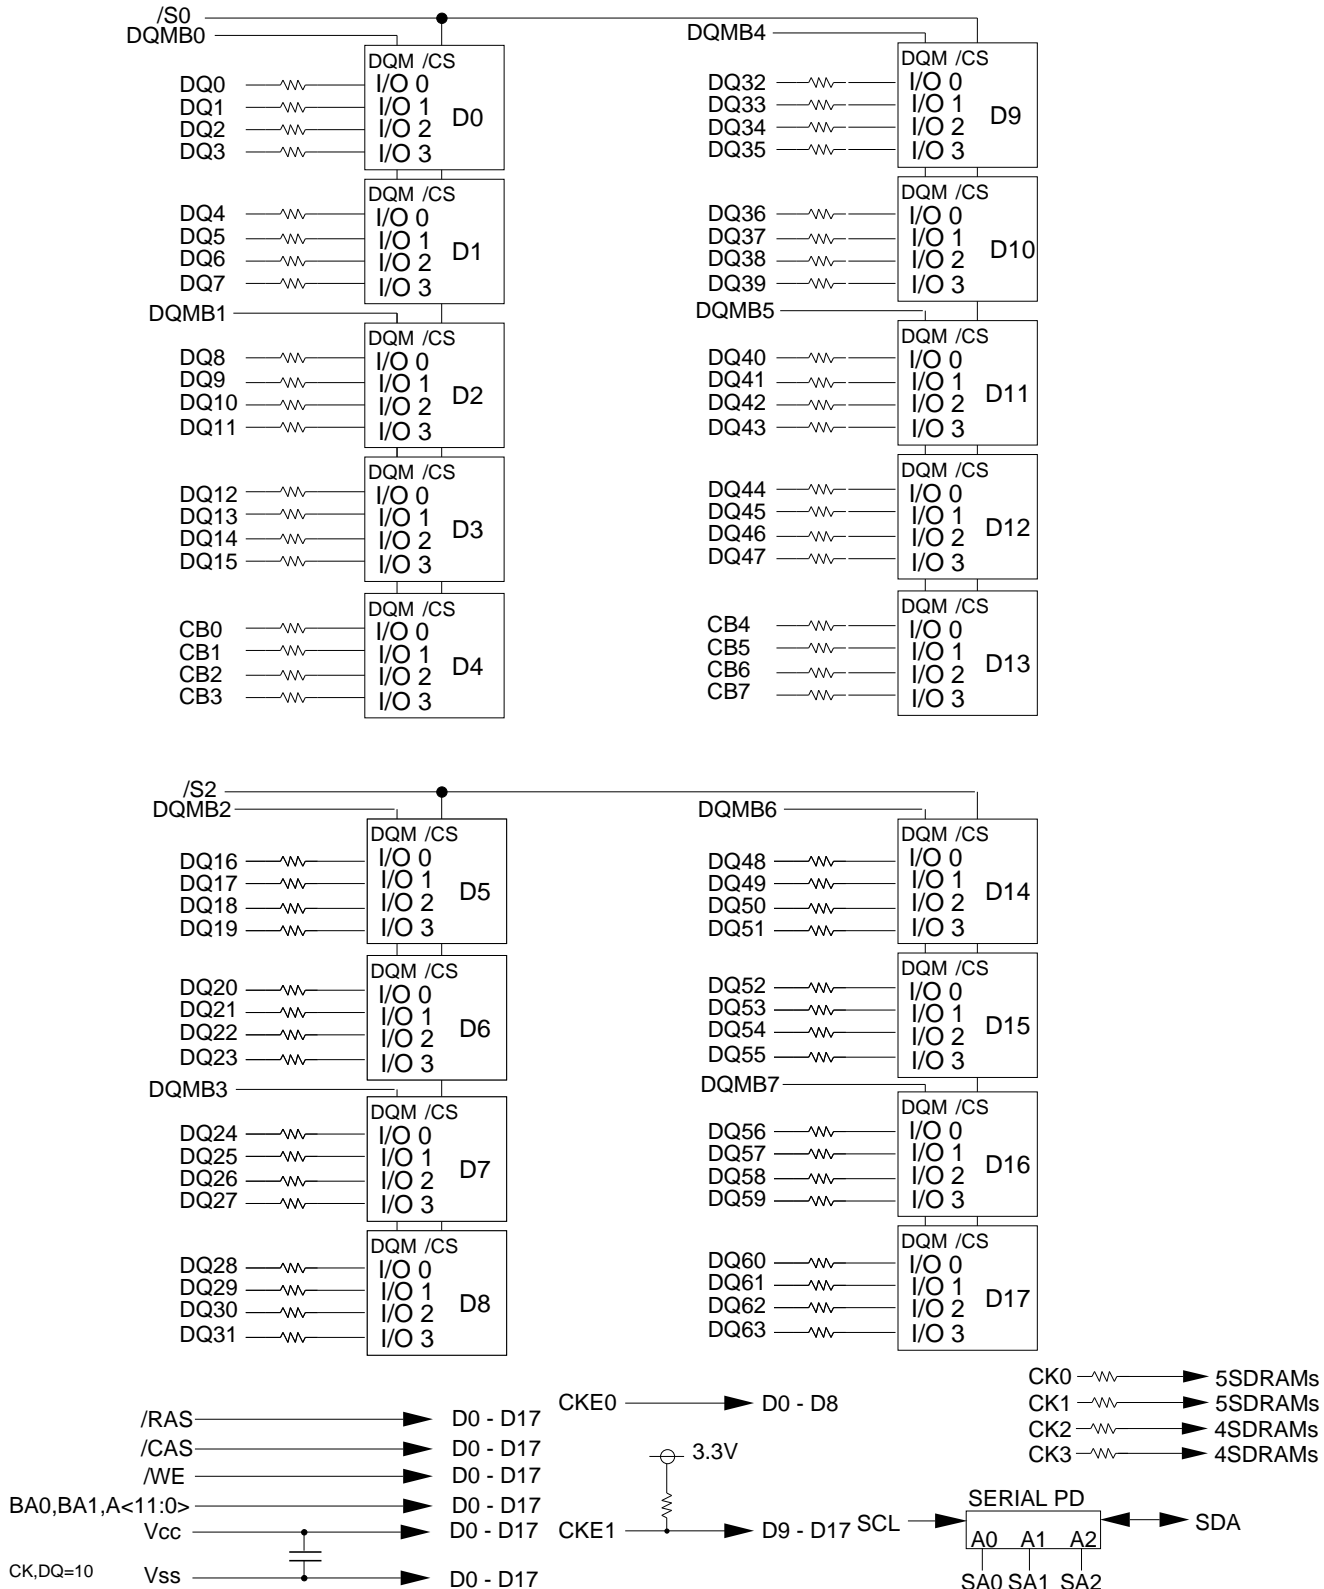 /S0
DQMB0
DQM /CS
DQ0 I/O 0
DQ1 I/O 1
DQ2 I/O 2
DQ3 I/O 3
D0
DQM /CS
DQ4 I/O 0
DQ5 I/O 1
DQ6 I/O 2
DQ7 I/O 3
D1
DQMB1
DQM /CS
DQ8 I/O 0
DQ9 I/O 1
DQ10 I/O 2
DQ11 I/O 3
D2
DQM /CS
DQ12 I/O 0
DQ13 I/O 1
DQ14 I/O 2
DQ15 I/O 3
D3
DQM /CS
CB0 I/O 0
CB1 I/O 1
CB2 I/O 2
CB3 I/O 3
D4
DQMB4
DQM /CS
DQ32 I/O 0
DQ33 I/O 1
DQ34 I/O 2
DQ35 I/O 3
D9
DQM /CS
DQ36 I/O 0
DQ37 I/O 1
DQ38 I/O 2
DQ39 I/O 3
D10
DQMB5
DQM /CS
DQ40 I/O 0
DQ41 I/O 1
DQ42 I/O 2
DQ43 I/O 3
D11
DQM /CS
DQ44 I/O 0
DQ45 I/O 1
DQ46 I/O 2
DQ47 I/O 3
D12
DQM /CS
CB4 I/O 0
CB5 I/O 1
CB6 I/O 2
CB7 I/O 3
D13
/S2
DQMB2
DQM /CS
DQ16 I/O 0
DQ17 I/O 1
DQ18 I/O 2
DQ19 I/O 3
D5
DQM /CS
DQ20 I/O 0
DQ21 I/O 1
DQ22 I/O 2
DQ23 I/O 3
D6
DQMB3
DQM /CS
DQ24 I/O 0
DQ25 I/O 1
DQ26 I/O 2
DQ27 I/O 3
D7
DQM /CS
DQ28 I/O 0
DQ29 I/O 1
DQ30 I/O 2
DQ31 I/O 3
D8
DQMB6
DQM /CS
DQ48 I/O 0
DQ49 I/O 1
DQ50 I/O 2
DQ51 I/O 3
D14
DQM /CS
DQ52 I/O 0
DQ53 I/O 1
DQ54 I/O 2
DQ55 I/O 3
D15
DQMB7
DQM /CS
DQ56 I/O 0
DQ57 I/O 1
DQ58 I/O 2
DQ59 I/O 3
D16
DQM /CS
DQ60 I/O 0
DQ61 I/O 1
DQ62 I/O 2
DQ63 I/O 3
D17
/RAS D0 - D17
/CAS D0 - D17
/WE D0 - D17
BA0,BA1,A<11:0> D0 - D17
Vcc D0 - D17
CK,DQ=10
Vss D0 - D17
CKE0 D0 - D8
3.3V
CKE1 D9 - D17
CK0 5SDRAMs
CK1 5SDRAMs
CK2 4SDRAMs
CK3 4SDRAMs
SERIAL PD
SCL SDA
A0 A1 A2
SA0 SA1 SA2